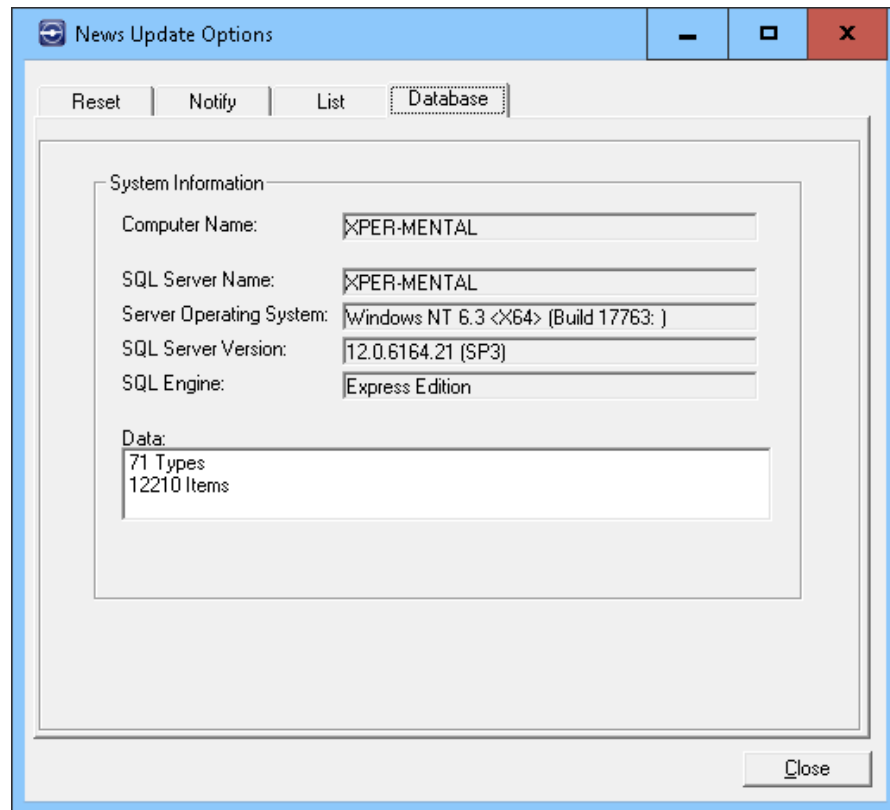 News Update Options
Reset Notify List Database
System Information
Computer Name: XPER-MENTAL
SQL Server Name: XPER-MENTAL
Server Operating System: Windows NT 6.3 <X64> (Build 17763: )
SQL Server Version: 12.0.6164.21 (SP3)
SQL Engine: Express Edition
Data:
71 Types
12210 Items
Close